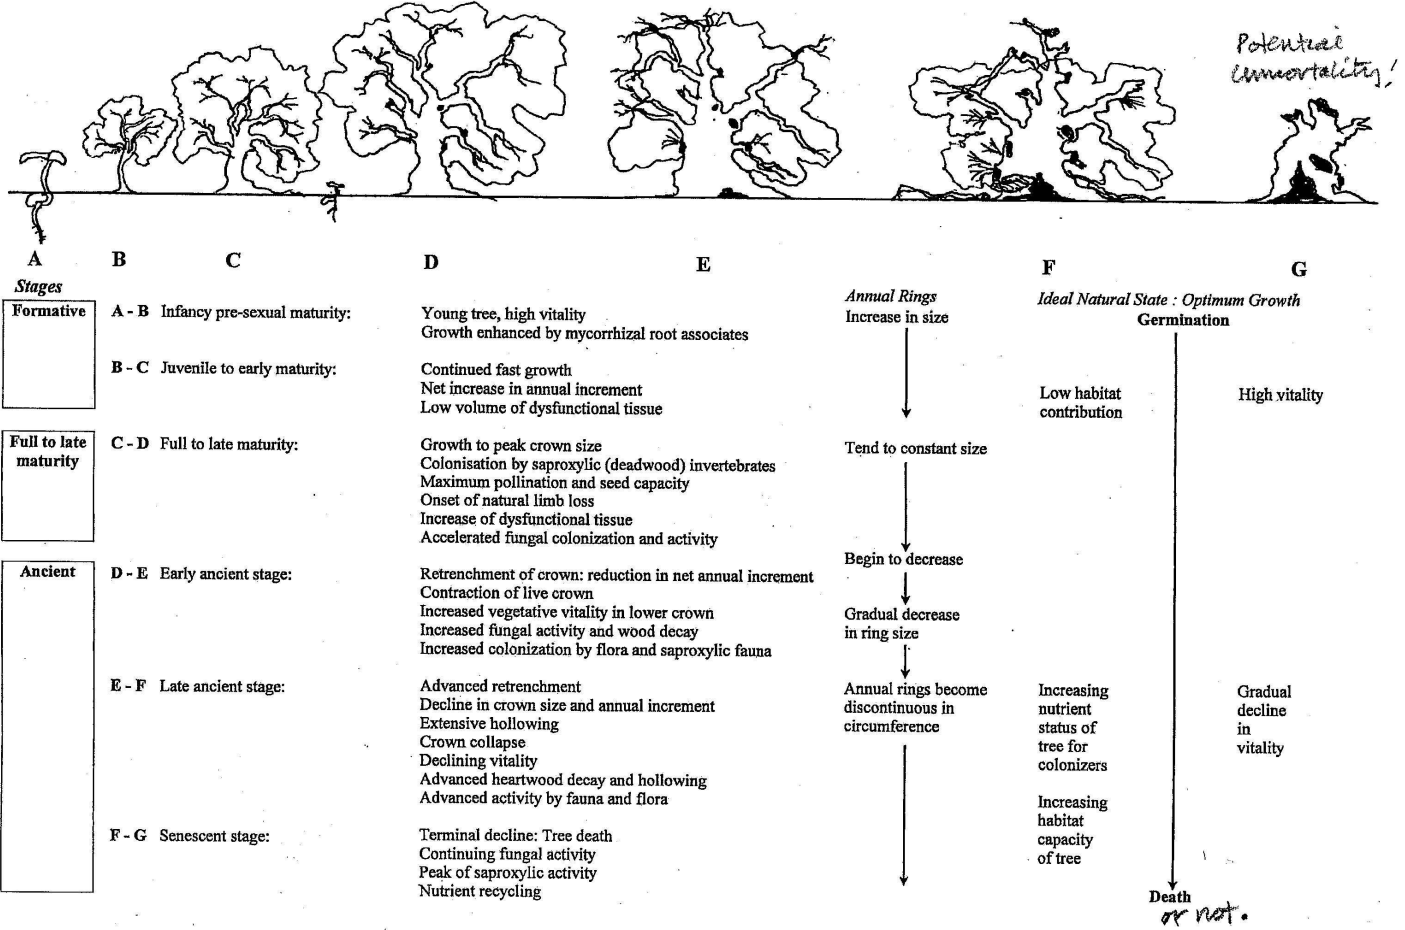 Potential
immortality!
A B C D E F G
Stages
Formative
A - B Infancy pre-sexual maturity:
Young tree, high vitality
Growth enhanced by mycorrhizal root associates
B - C Juvenile to early maturity:
Continued fast growth
Net increase in annual increment
Low volume of dysfunctional tissue
Full to late
maturity
C - D Full to late maturity:
Growth to peak crown size
Colonisation by saproxylic (deadwood) invertebrates
Maximum pollination and seed capacity
Onset of natural limb loss
Increase of dysfunctional tissue
Accelerated fungal colonization and activity
Ancient
D - E Early ancient stage:
Retrenchment of crown: reduction in net annual increment
Contraction of live crown
Increased vegetative vitality in lower crown
Increased fungal activity and wood decay
Increased colonization by flora and saproxylic fauna
E - F Late ancient stage:
Advanced retrenchment
Decline in crown size and annual increment
Extensive hollowing
Crown collapse
Declining vitality
Advanced heartwood decay and hollowing
Advanced activity by fauna and flora
F - G Senescent stage:
Terminal decline: Tree death
Continuing fungal activity
Peak of saproxylic activity
Nutrient recycling
Annual Rings
Increase in size
Tend to constant size
Begin to decrease
Gradual decrease
in ring size
Annual rings become
discontinuous in
circumference
Ideal Natural State : Optimum Growth
Germination
Low habitat
contribution
High vitality
Increasing
nutrient
status of
tree for
colonizers
Gradual
decline
in
vitality
Increasing
habitat
capacity
of tree
Death
or not.